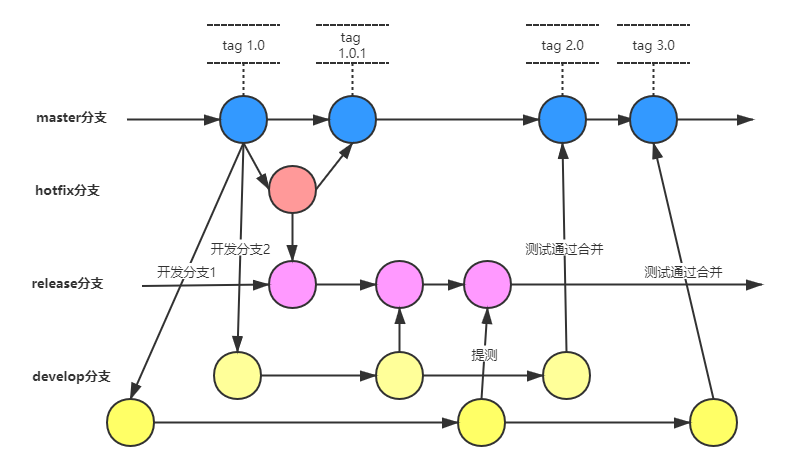 tag 1.0
tag
1.0.1
tag 2.0
tag 3.0
master分支
hotfix分支
开发分支2
测试通过合并
开发分支1
测试通过合并
release分支
提测
develop分支